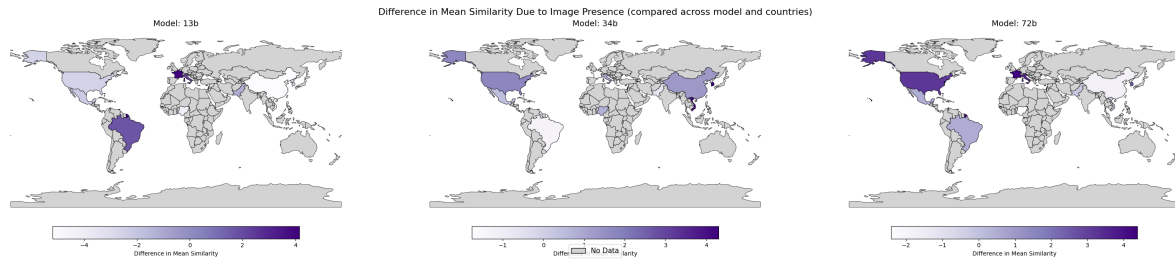 Difference in Mean Similarity Due to Image Presence (compared across model and countries)
Model: 13b
Model: 34b
Model: 72b
−4 −2 0 2 4
Difference in Mean Similarity
−1 0 1 2 3 4
No Data
−2 −1 0 1 2 3 4
Difference in Mean Similarity